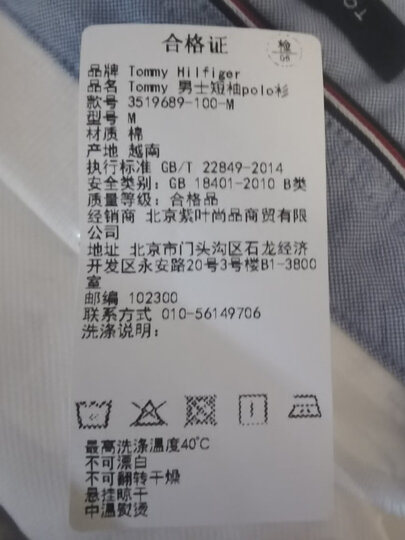 合格证
检
GB
TO
品牌 Tommy Hilfiger
品名 Tommy 男士短袖polo衫
款号 3519689-100-M
型号 M
材质 棉
产地 越南
执行标准 GB/T 22849-2014
安全类别: GB 18401-2010 B类
质量等级: 合格品
经销商 北京紫叶尚品商贸有限
公司
地址 北京市门头沟区石龙经济
开发区永安路20号3号楼B1-3800
室
邮编 102300
联系方式 010-56149706
洗涤说明:
最高洗涤温度40℃
不可漂白
不可翻转干燥
悬挂晾干
中温熨烫